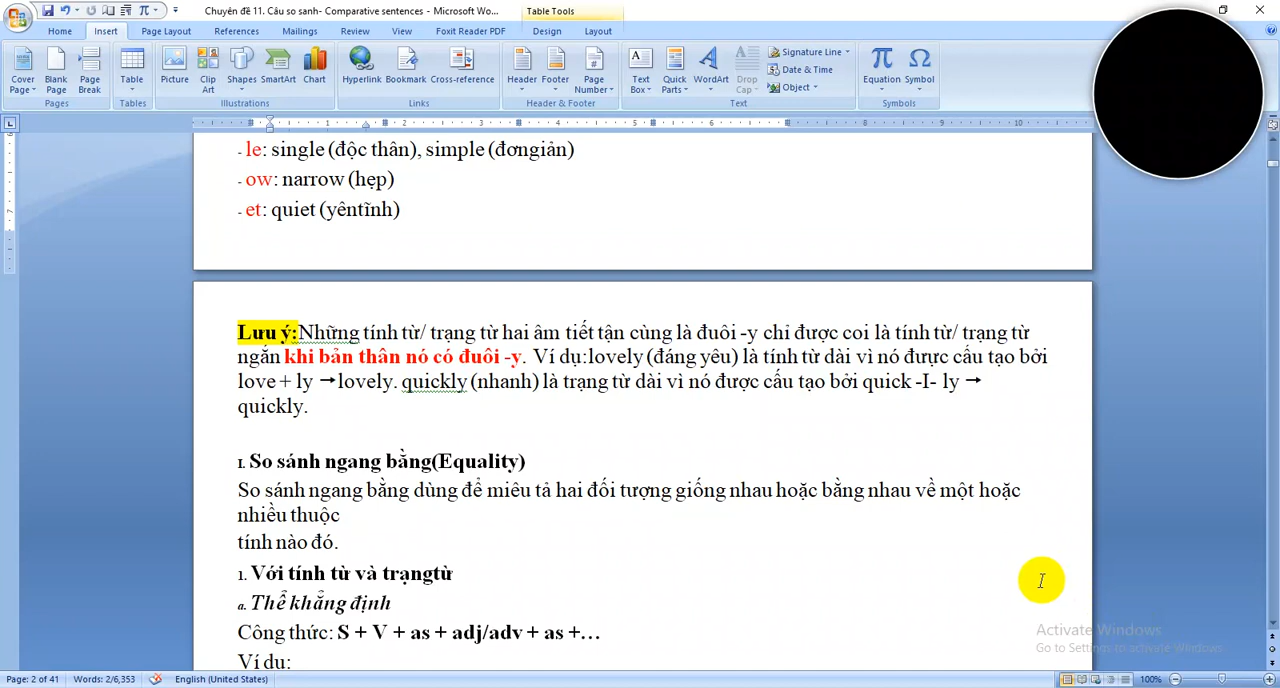 Chuyên đề 11. Câu so sanh- Comparative sentences - Microsoft Wo...
Table Tools
Home Insert Page Layout References Mailings Review View Foxit Reader PDF Design Layout
Cover Page Blank Page Page Break Table Picture Clip Art Shapes SmartArt Chart Hyperlink Bookmark Cross-reference Header Footer Page Number Text Box Quick Parts WordArt Drop Cap Signature Line Date & Time Object Equation Symbol
Pages Tables Illustrations Links Header & Footer Text Symbols
- le: single (độc thân), simple (đơngiản)
- ow: narrow (hẹp)
- et: quiet (yêntĩnh)
Lưu ý:Những tính từ/ trạng từ hai âm tiết tận cùng là đuôi -y chỉ được coi là tính từ/ trạng từ
ngắn khi bản thân nó có đuôi -y. Ví dụ:lovely (đáng yêu) là tính từ dài vì nó đưực cấu tạo bởi
love + ly →lovely. quickly (nhanh) là trạng từ dài vì nó được cấu tạo bởi quick -I- ly →
quickly.
I. So sánh ngang bằng(Equality)
So sánh ngang bằng dùng để miêu tả hai đối tượng giống nhau hoặc bằng nhau về một hoặc
nhiều thuộc
tính nào đó.
1. Với tính từ và trạngtừ
a. Thể khẳng định
Công thức: S + V + as + adj/adv + as +…
Ví dụ:
Activate Windows
Go to Settings to activate Windows.
Page: 2 of 41 Words: 2/6,353 English (United States) 100%